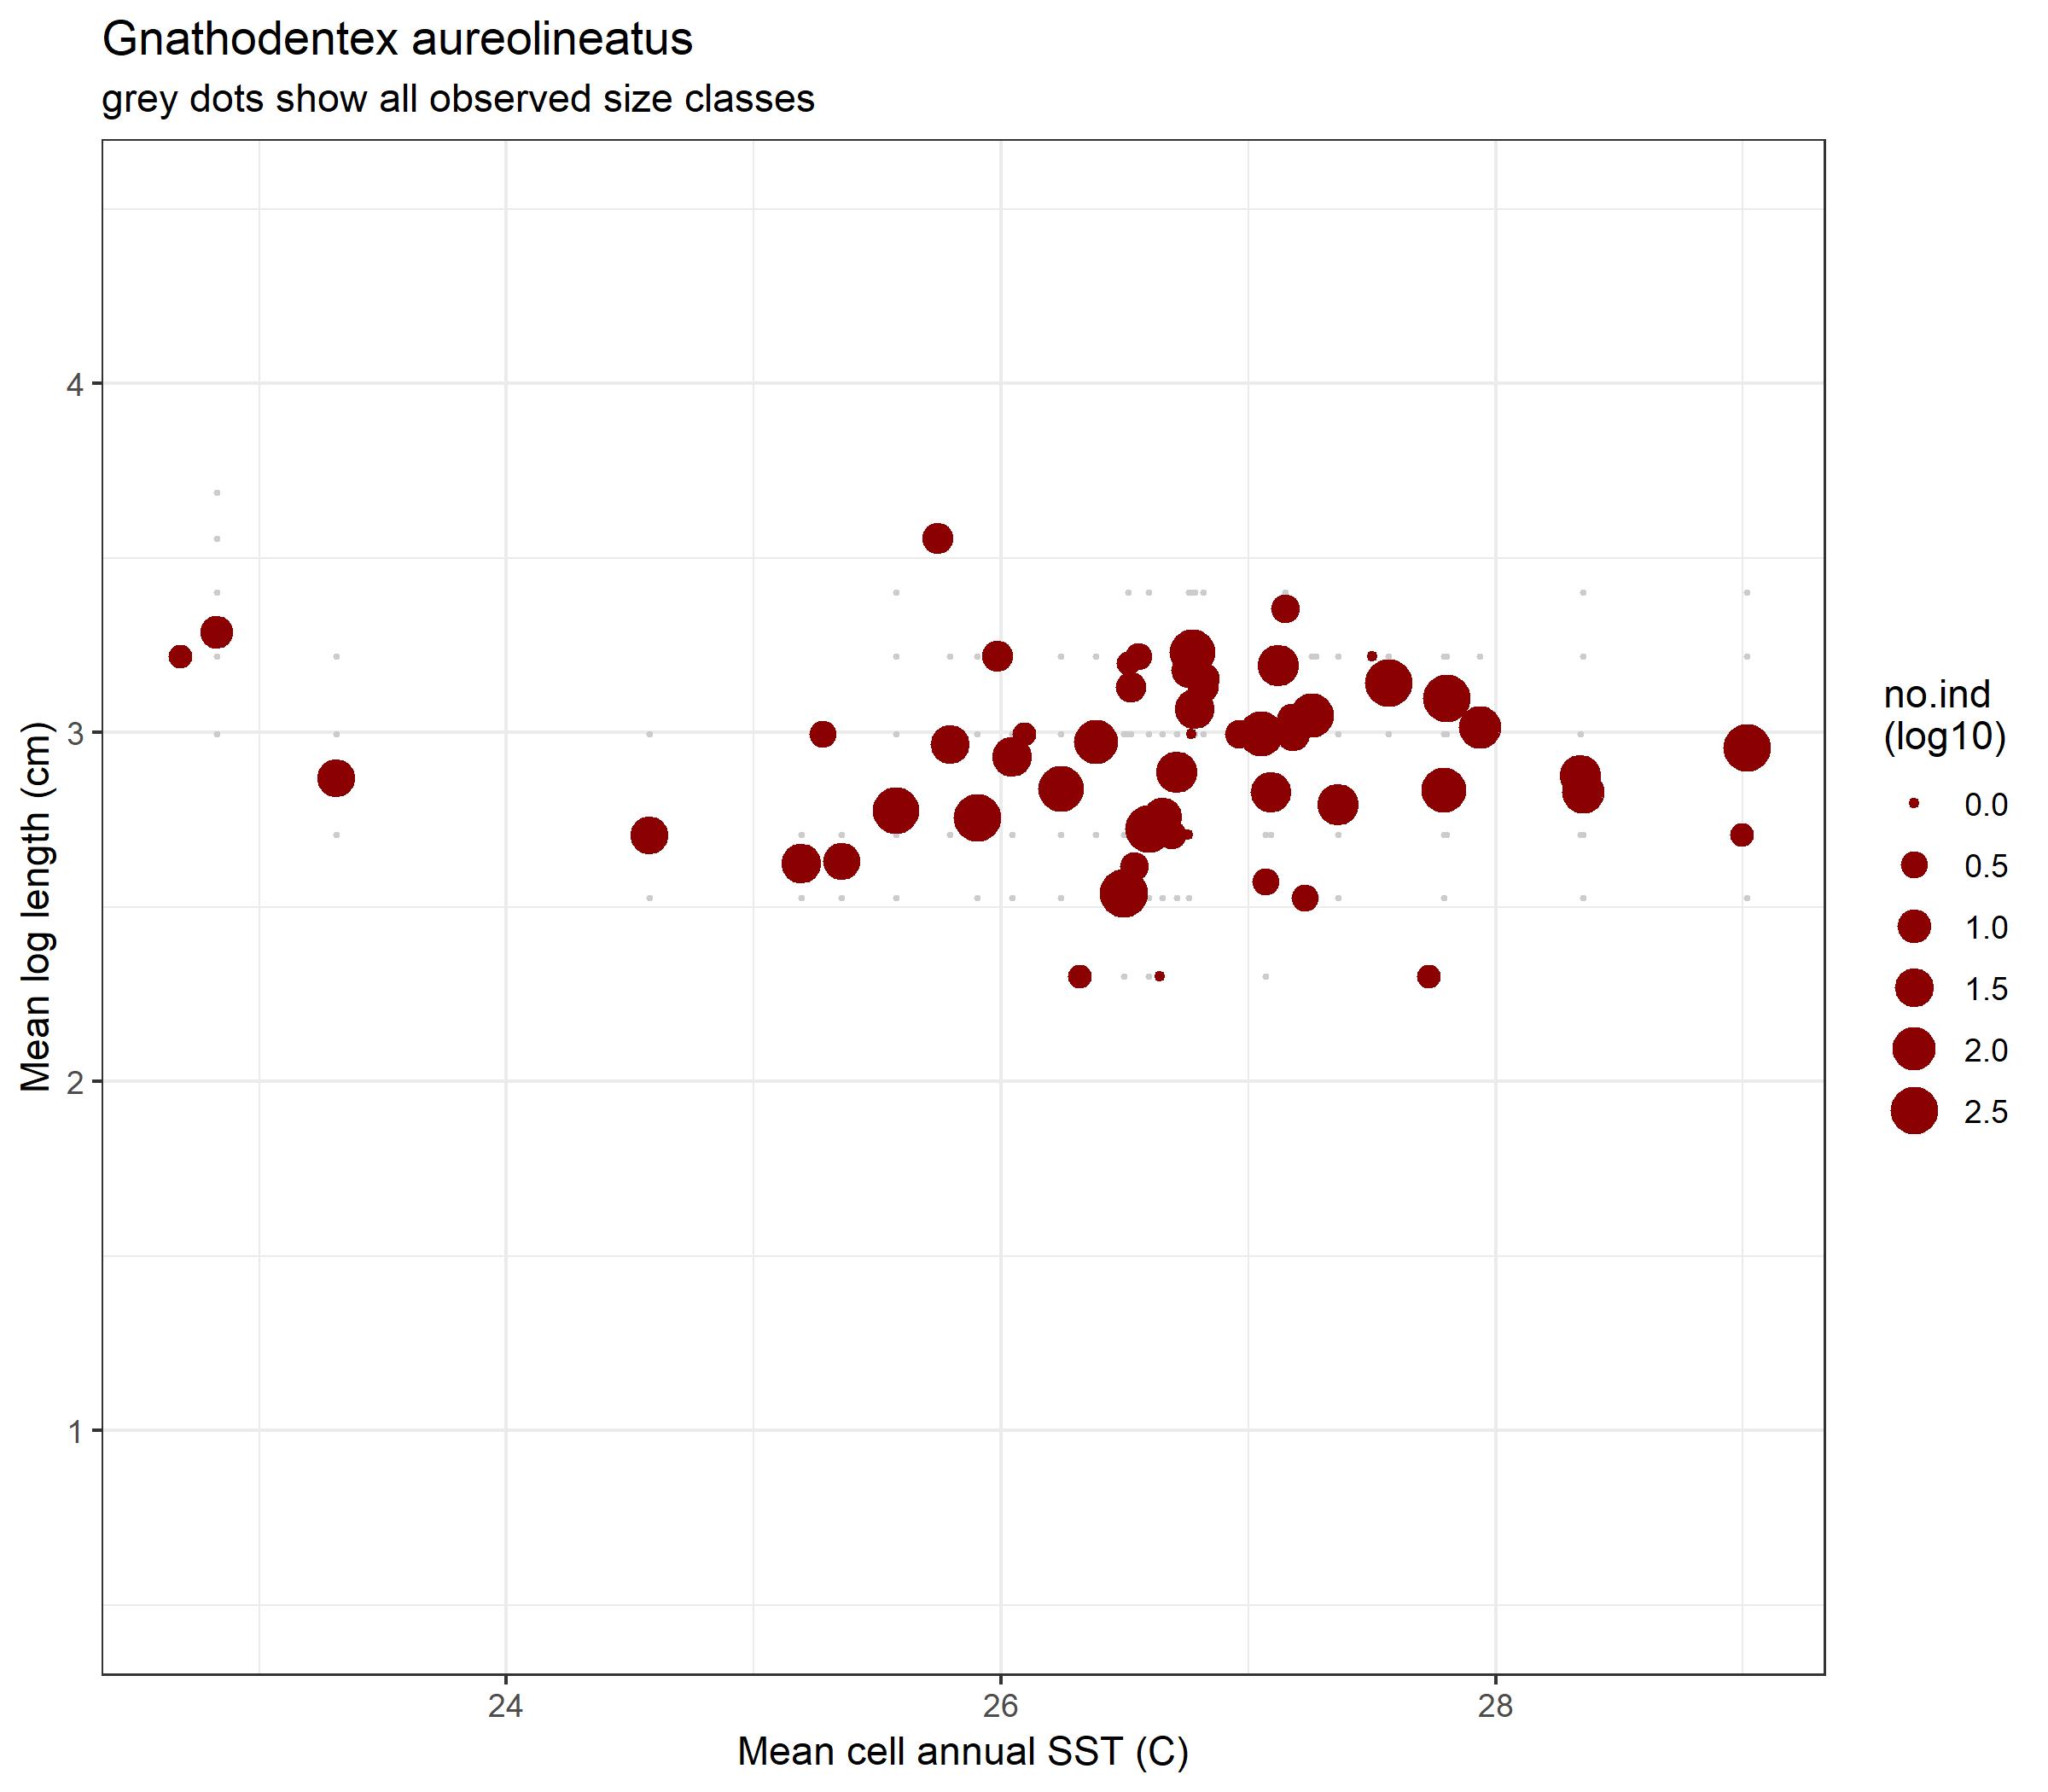 Gnathodentex aureolineatus
grey dots show all observed size classes
Mean log length (cm)
4
3
2
1
24
26
28
Mean cell annual SST (C)
no.ind
(log10)
0.0
0.5
1.0
1.5
2.0
2.5